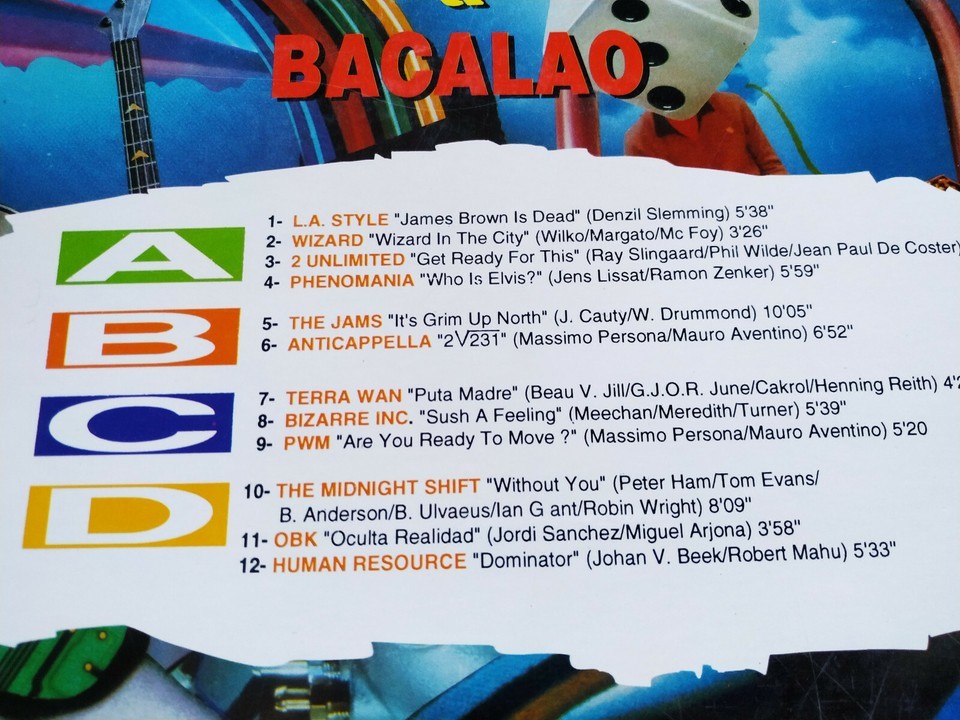 BACALAO
A
1- L.A. STYLE "James Brown Is Dead" (Denzil Slemming) 5'38"
2- WIZARD "Wizard In The City" (Wilko/Margato/Mc Foy) 3'26"
3- 2 UNLIMITED "Get Ready For This" (Ray Slingaard/Phil Wilde/Jean Paul De Coster)
4- PHENOMANIA "Who Is Elvis?" (Jens Lissat/Ramon Zenker) 5'59"
B
5- THE JAMS "It's Grim Up North" (J. Cauty/W. Drummond) 10'05"
6- ANTICAPPELLA "2√231" (Massimo Persona/Mauro Aventino) 6'52"
C
7- TERRA WAN "Puta Madre" (Beau V. Jill/G.J.O.R. June/Cakrol/Henning Reith)
8- BIZARRE INC. "Sush A Feeling" (Meechan/Meredith/Turner) 5'39"
9- PWM "Are You Ready To Move ?" (Massimo Persona/Mauro Aventino) 5'20
D
10- THE MIDNIGHT SHIFT "Without You" (Peter Ham/Tom Evans/
B. Anderson/B. Ulvaeus/Ian G ant/Robin Wright) 8'09"
11- OBK "Oculta Realidad" (Jordi Sanchez/Miguel Arjona) 3'58"
12- HUMAN RESOURCE "Dominator" (Johan V. Beek/Robert Mahu) 5'33"